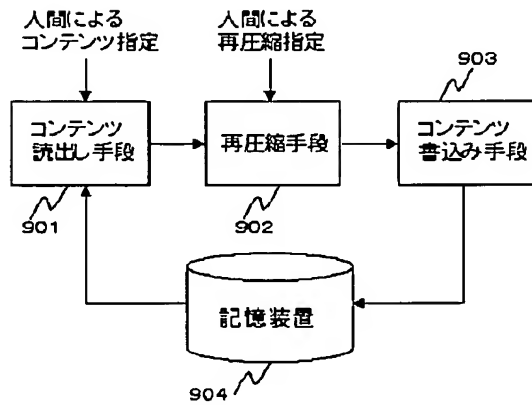 人間による
コンテンツ指定
人間による
再圧縮指定
903
コンテンツ
読出し手段
再圧縮手段
コンテンツ
書込み手段
901
902
記憶装置
904